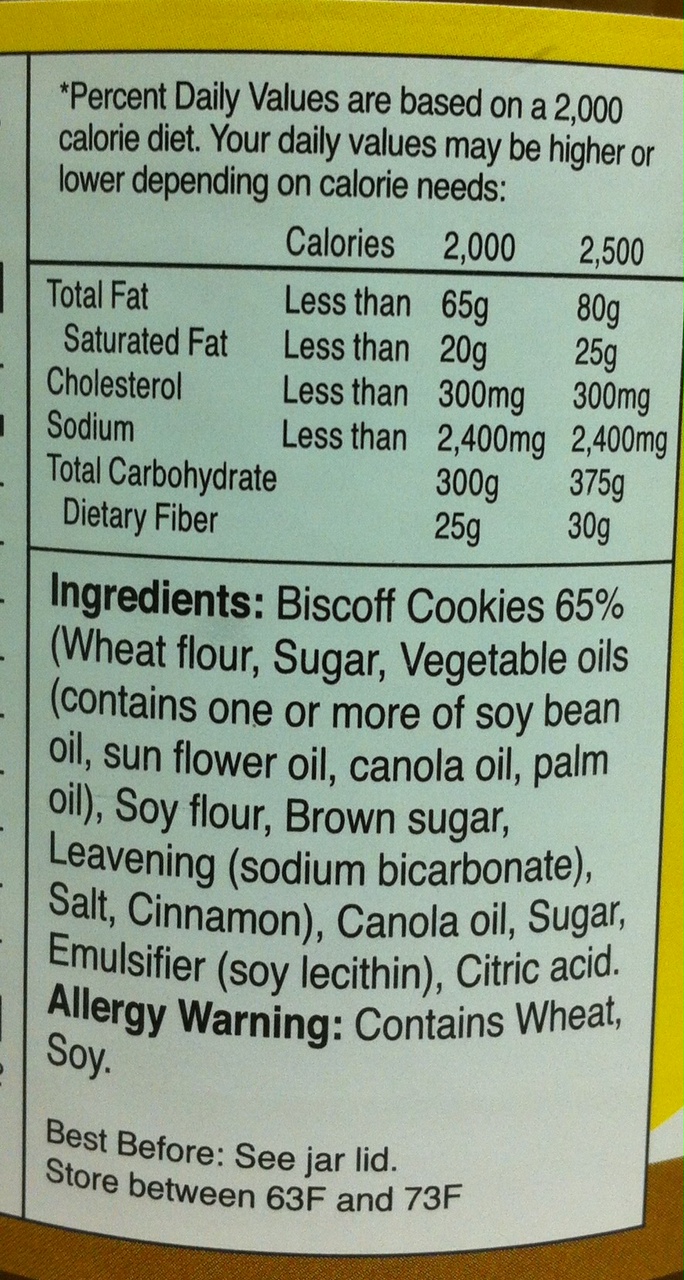 *Percent Daily Values are based on a 2,000
calorie diet. Your daily values may be higher or
lower depending on calorie needs:
Calories 2,000 2,500
Total Fat Less than 65g 80g
Saturated Fat Less than 20g 25g
Cholesterol Less than 300mg 300mg
Sodium Less than 2,400mg 2,400mg
Total Carbohydrate 300g 375g
Dietary Fiber 25g 30g
Ingredients: Biscoff Cookies 65%
(Wheat flour, Sugar, Vegetable oils
(contains one or more of soy bean
oil, sun flower oil, canola oil, palm
oil), Soy flour, Brown sugar,
Leavening (sodium bicarbonate),
Salt, Cinnamon), Canola oil, Sugar,
Emulsifier (soy lecithin), Citric acid.
Allergy Warning: Contains Wheat,
Soy.
Best Before: See jar lid.
Store between 63F and 73F